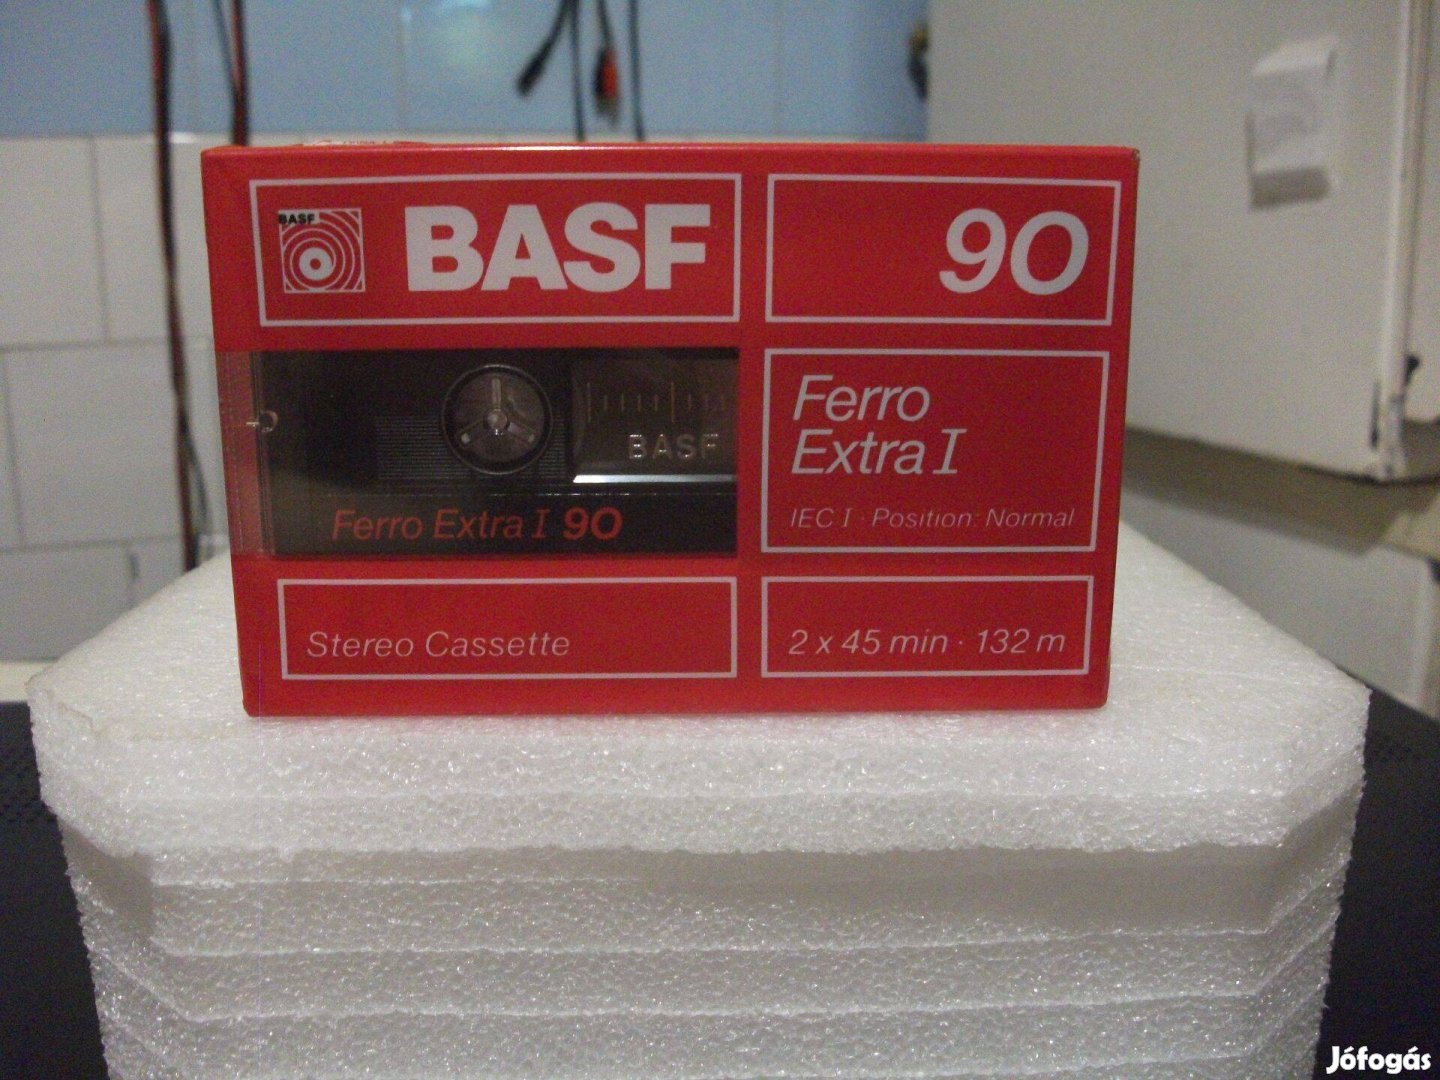 BASF
BASF
90
BASF
Ferro Extra I 90
Ferro
Extra I
IEC I · Position: Normal
Stereo Cassette
2 x 45 min · 132 m
Jófogás